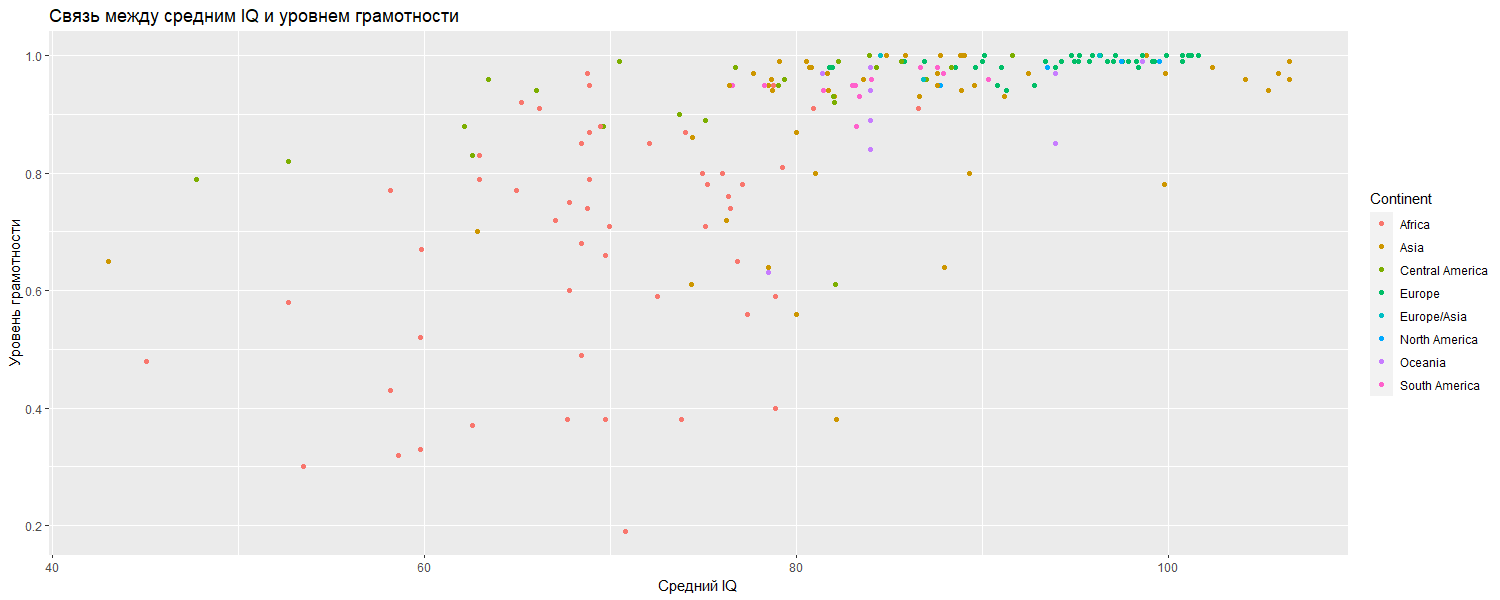 Связь между средним IQ и уровнем грамотности
Уровень грамотности
1.0
0.8
0.6
0.4
0.2
40
60
80
100
Средний IQ
Continent
Africa
Asia
Central America
Europe
Europe/Asia
North America
Oceania
South America